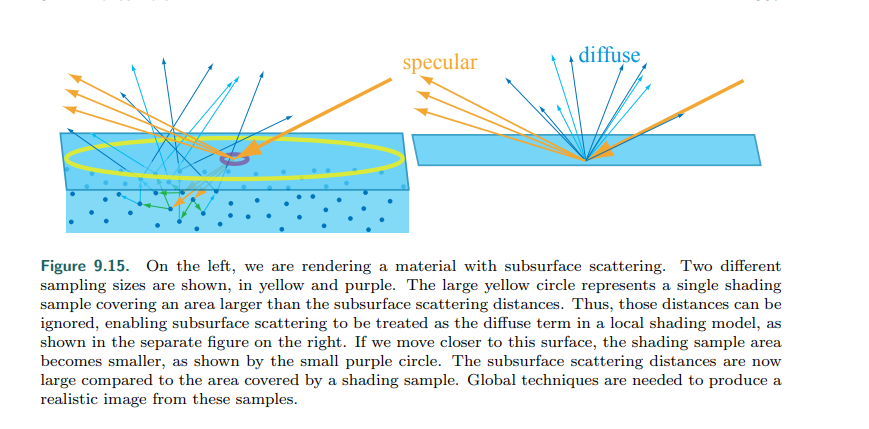 specular
diffuse
Figure 9.15. On the left, we are rendering a material with subsurface scattering. Two different
sampling sizes are shown, in yellow and purple. The large yellow circle represents a single shading
sample covering an area larger than the subsurface scattering distances. Thus, those distances can be
ignored, enabling subsurface scattering to be treated as the diffuse term in a local shading model, as
shown in the separate figure on the right. If we move closer to this surface, the shading sample area
becomes smaller, as shown by the small purple circle. The subsurface scattering distances are now
large compared to the area covered by a shading sample. Global techniques are needed to produce a
realistic image from these samples.